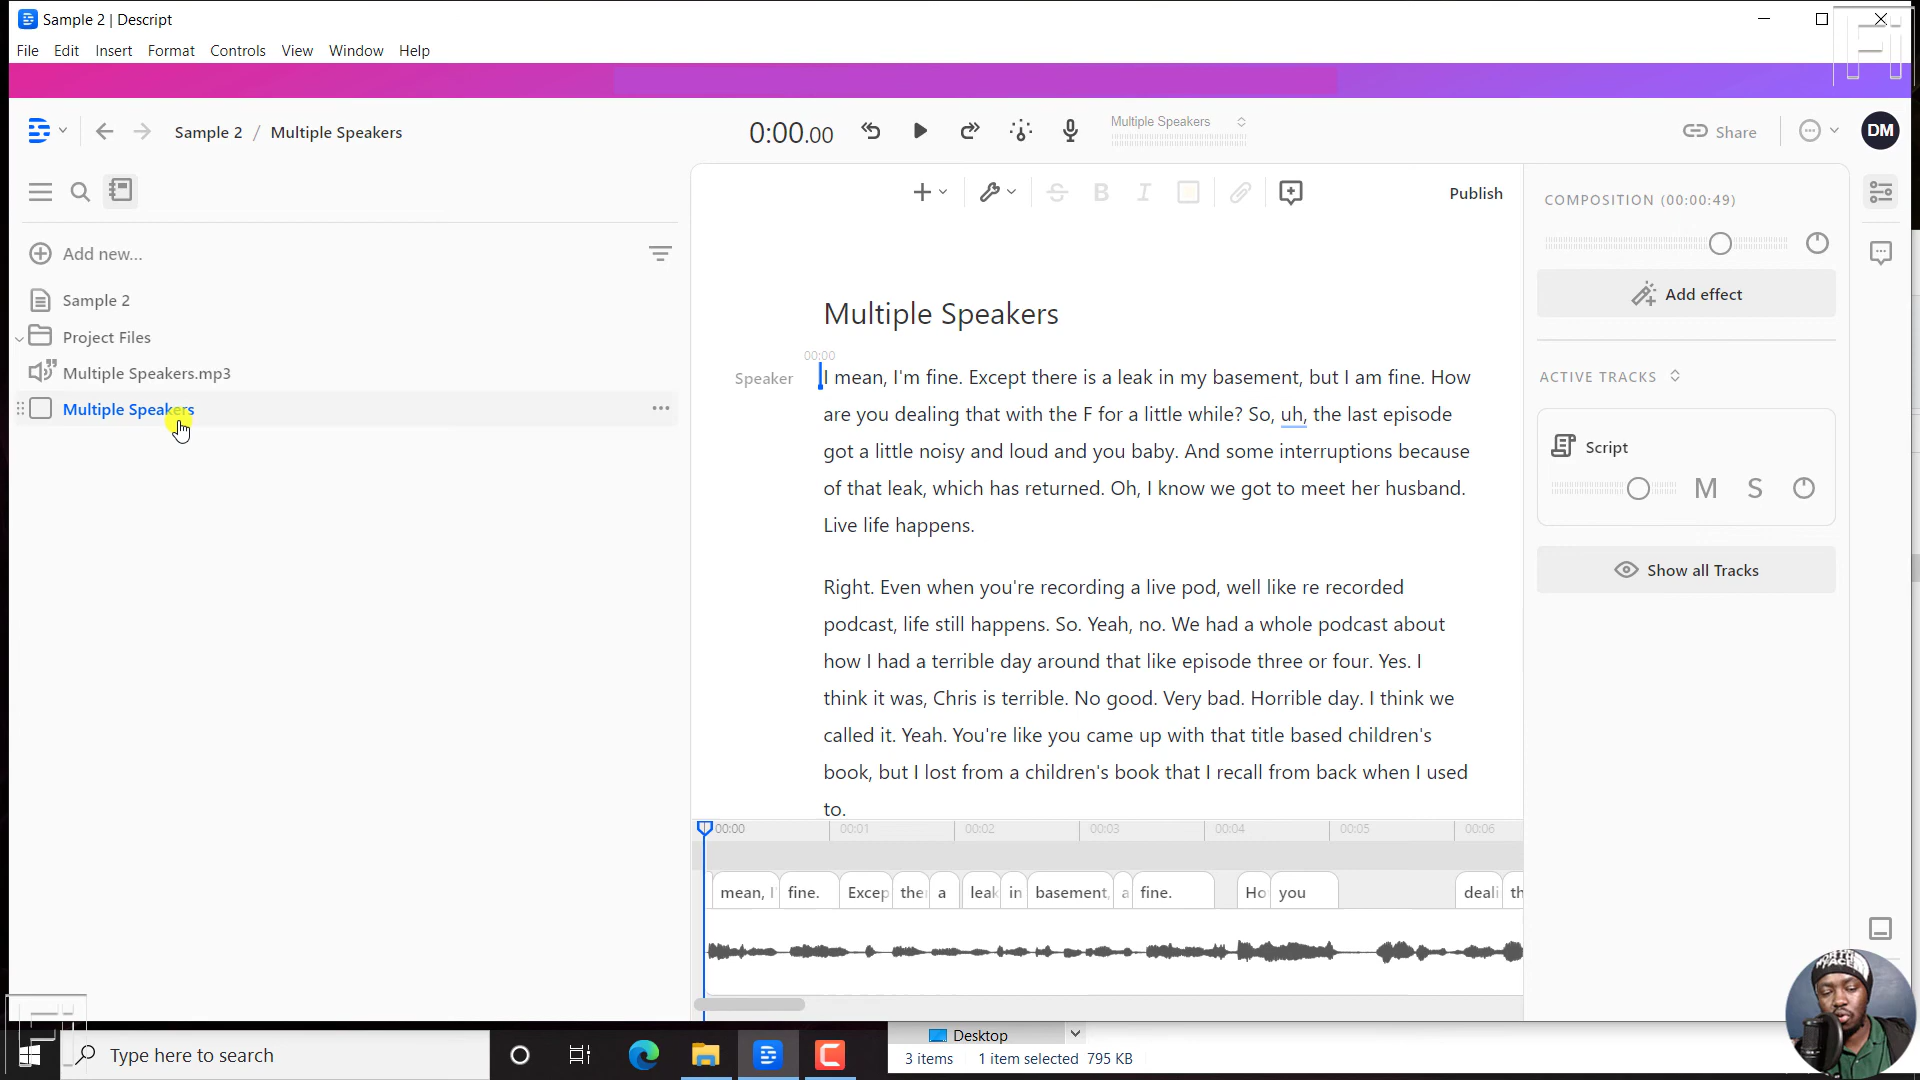 Sample 2 | Descript
File Edit Insert Format Controls View Window Help
Sample 2 / Multiple Speakers
0:00.00
Multiple Speakers
Share
DM
Publish
Add new...
Sample 2
Project Files
Multiple Speakers.mp3
Multiple Speakers
Multiple Speakers
00:00
Speaker
I mean, I'm fine. Except there is a leak in my basement, but I am fine. How
are you dealing that with the F for a little while? So, uh, the last episode
got a little noisy and loud and you baby. And some interruptions because
of that leak, which has returned. Oh, I know we got to meet her husband.
Live life happens.
Right. Even when you're recording a live pod, well like re recorded
podcast, life still happens. So. Yeah, no. We had a whole podcast about
how I had a terrible day around that like episode three or four. Yes. I
think it was, Chris is terrible. No good. Very bad. Horrible day. I think we
called it. Yeah. You're like you came up with that title based children's
book, but I lost from a children's book that I recall from back when I used
to.
COMPOSITION (00:00:49)
Add effect
ACTIVE TRACKS
Script
M S
Show all Tracks
00:00 00:01 00:02 00:03 00:04 00:05 00:06
mean, I' fine. Excep the a leak in basement, a fine. Ho you deali th
Type here to search
Desktop
3 items 1 item selected 795 KB